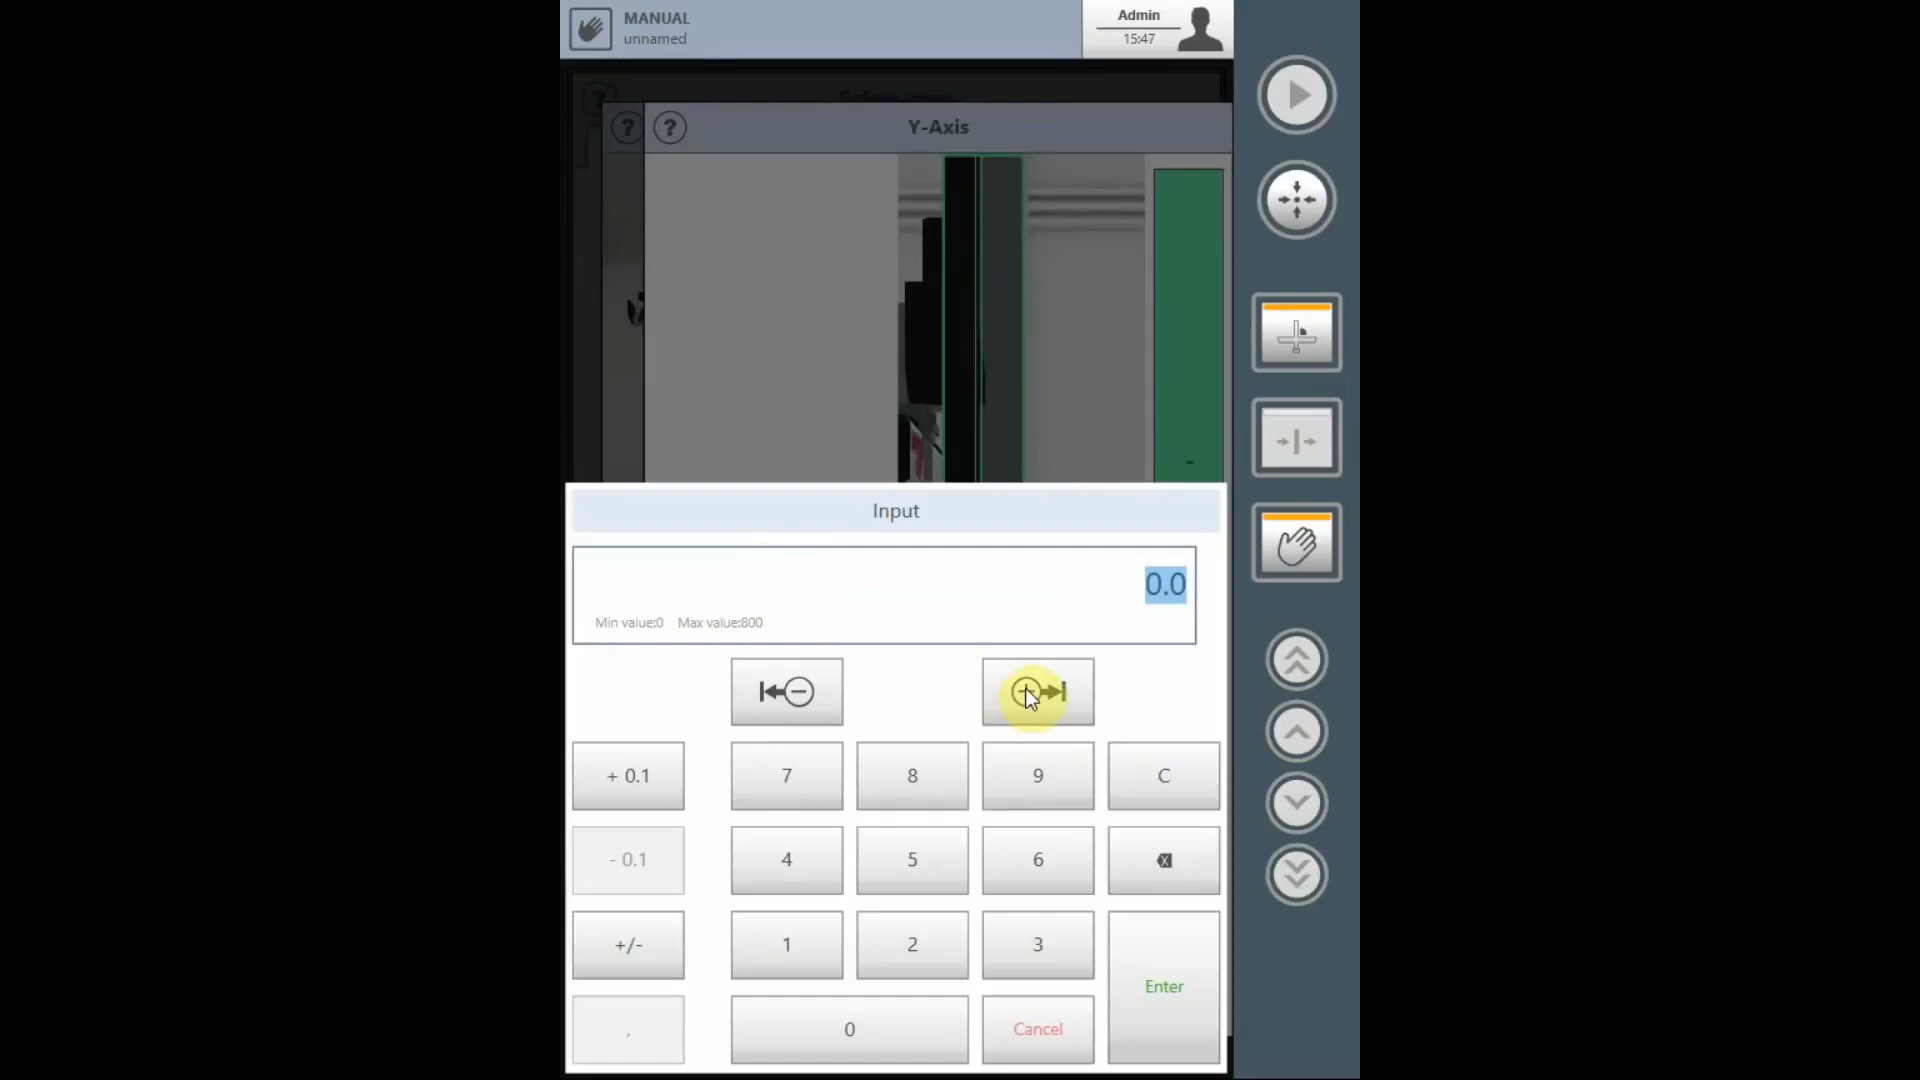 MANUAL
unnamed
Admin
15:47
? ? Y-Axis
-
Input
0.0
Min value:0 Max value:800
+ 0.1 7 8 9 C
- 0.1 4 5 6
+/- 1 2 3
Enter
. 0 Cancel